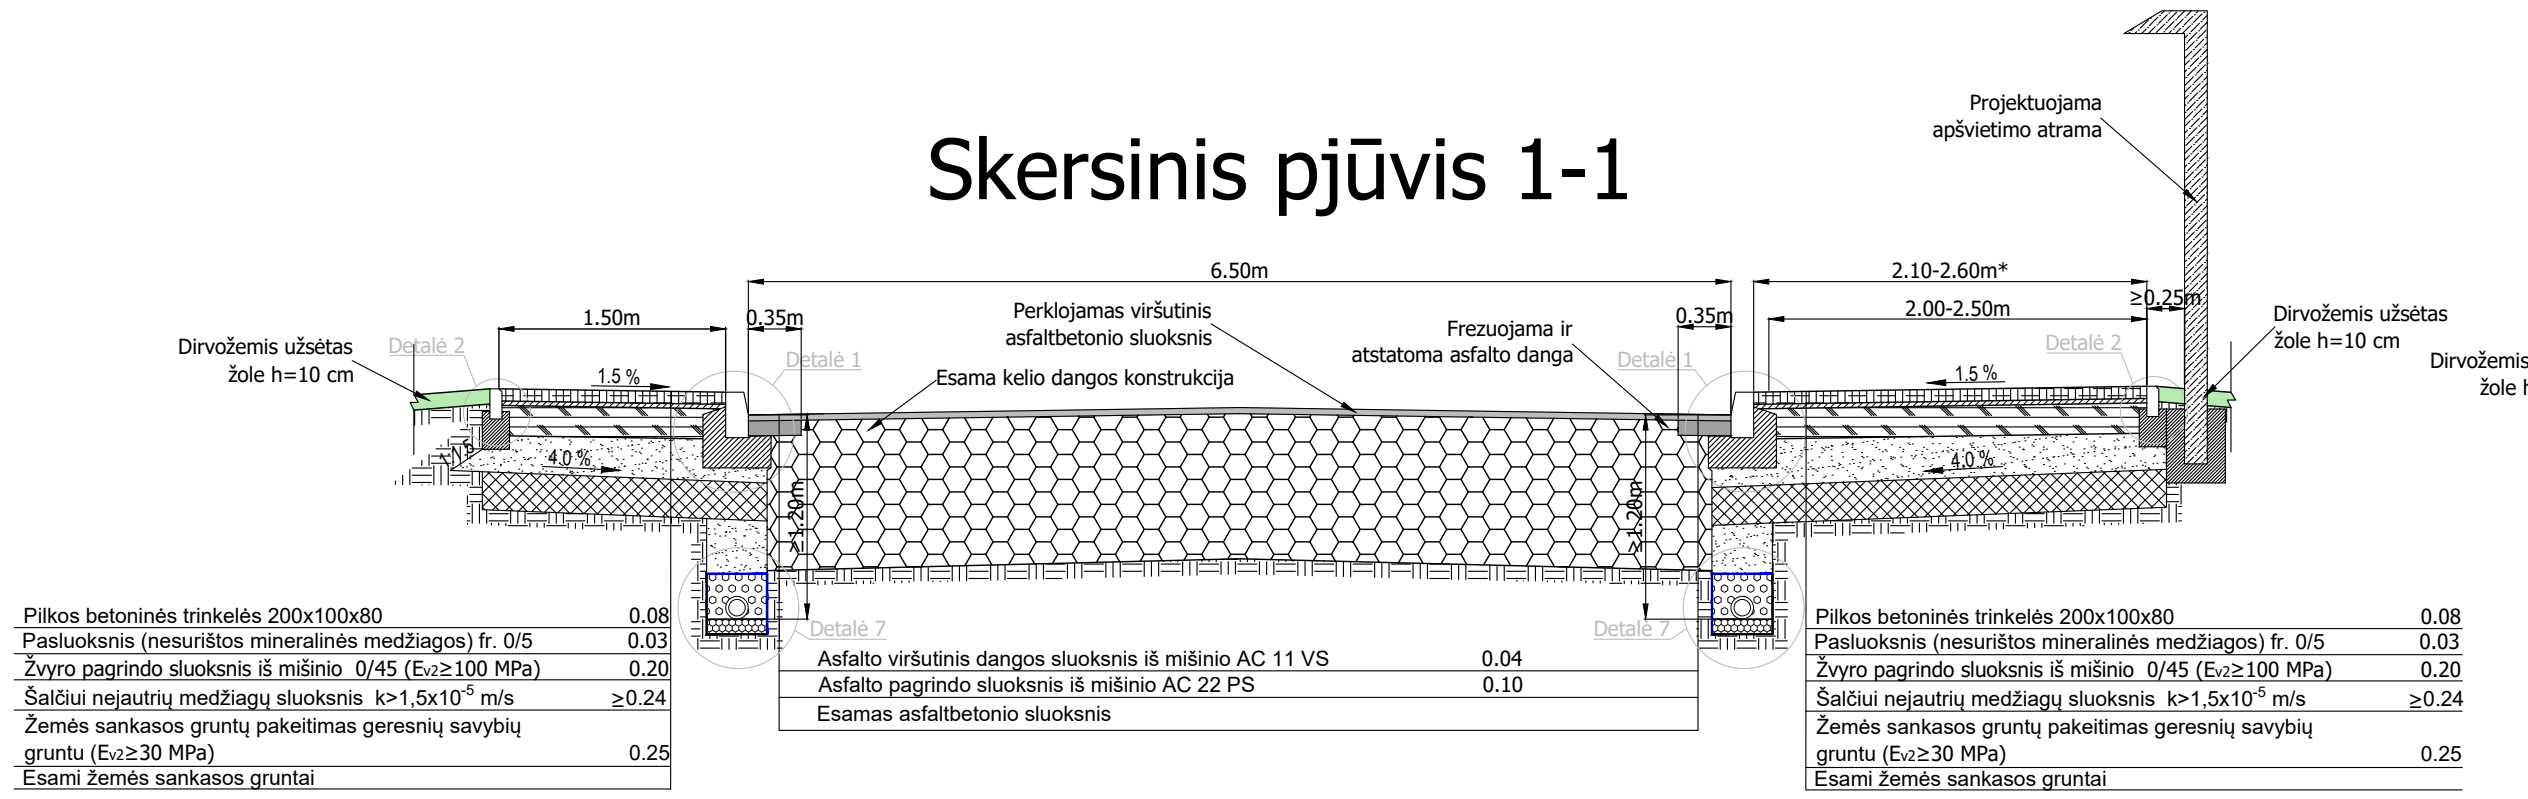 Projektuojama
apšvietimo atrama
Skersinis pjūvis 1-1
6.50m
2.10-2.60m*
≥0.25m
1.50m
0.35m
0.35m
2.00-2.50m
Perklojamas viršutinis
asfaltbetonio sluoksnis
Frezuojama ir
atstatoma asfalto danga
Esama kelio dangos konstrukcija
Dirvožemis užsėtas
žole h=10 cm
Detalė 2
Detalė 1
Detalė 1
Detalė 2
Dirvožemis užsėtas
žole h=10 cm
Dirvožemis
žole h
1.5 %
1.5 %
4.0 %
4.0 %
≥1.20m
≥1.20m
Detalė 7
Detalė 7
Pilkos betoninės trinkelės 200x100x80 0.08
Pasluoksnis (nesurištos mineralinės medžiagos) fr. 0/5 0.03
Žvyro pagrindo sluoksnis iš mišinio 0/45 (Ev2≥100 MPa) 0.20
Šalčiui nejautrių medžiagų sluoksnis k>1,5x10-5 m/s ≥0.24
Žemės sankasos gruntų pakeitimas geresnių savybių
gruntu (Ev2≥30 MPa) 0.25
Esami žemės sankasos gruntai
Asfalto viršutinis dangos sluoksnis iš mišinio AC 11 VS 0.04
Asfalto pagrindo sluoksnis iš mišinio AC 22 PS 0.10
Esamas asfaltbetonio sluoksnis
Pilkos betoninės trinkelės 200x100x80 0.08
Pasluoksnis (nesurištos mineralinės medžiagos) fr. 0/5 0.03
Žvyro pagrindo sluoksnis iš mišinio 0/45 (Ev2≥100 MPa) 0.20
Šalčiui nejautrių medžiagų sluoksnis k>1,5x10-5 m/s ≥0.24
Žemės sankasos gruntų pakeitimas geresnių savybių
gruntu (Ev2≥30 MPa) 0.25
Esami žemės sankasos gruntai